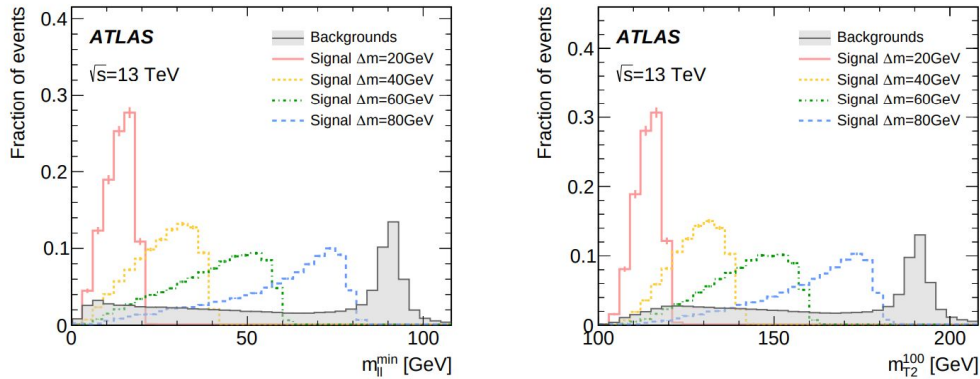 Fraction of events
0.4
0.3
0.2
0.1
0
ATLAS
√s=13 TeV
Backgrounds
Signal Δm=20GeV
Signal Δm=40GeV
Signal Δm=60GeV
Signal Δm=80GeV
0 50 100
m_ll^min [GeV]
Fraction of events
0.4
0.3
0.2
0.1
0
ATLAS
√s=13 TeV
Backgrounds
Signal Δm=20GeV
Signal Δm=40GeV
Signal Δm=60GeV
Signal Δm=80GeV
100 150 200
m_T2^100 [GeV]